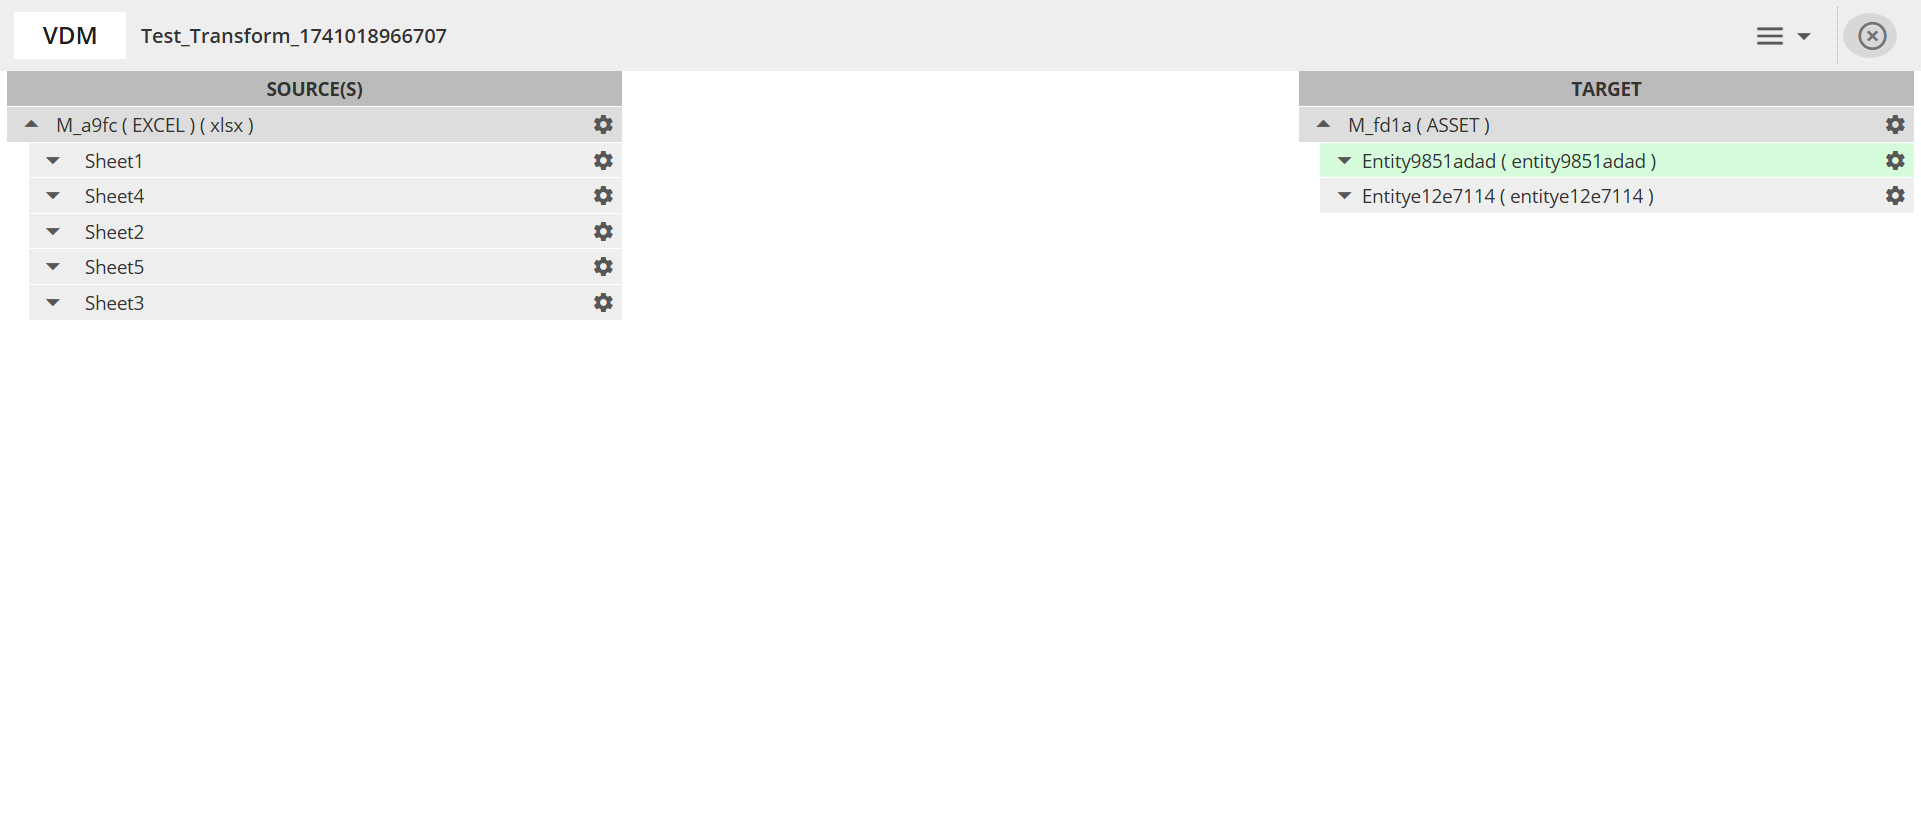 VDM Test_Transform_1741018966707
SOURCE(S)
M_a9fc ( EXCEL ) ( xlsx )
Sheet1
Sheet4
Sheet2
Sheet5
Sheet3
TARGET
M_fd1a ( ASSET )
Entity9851adad ( entity9851adad )
Entitye12e7114 ( entitye12e7114 )